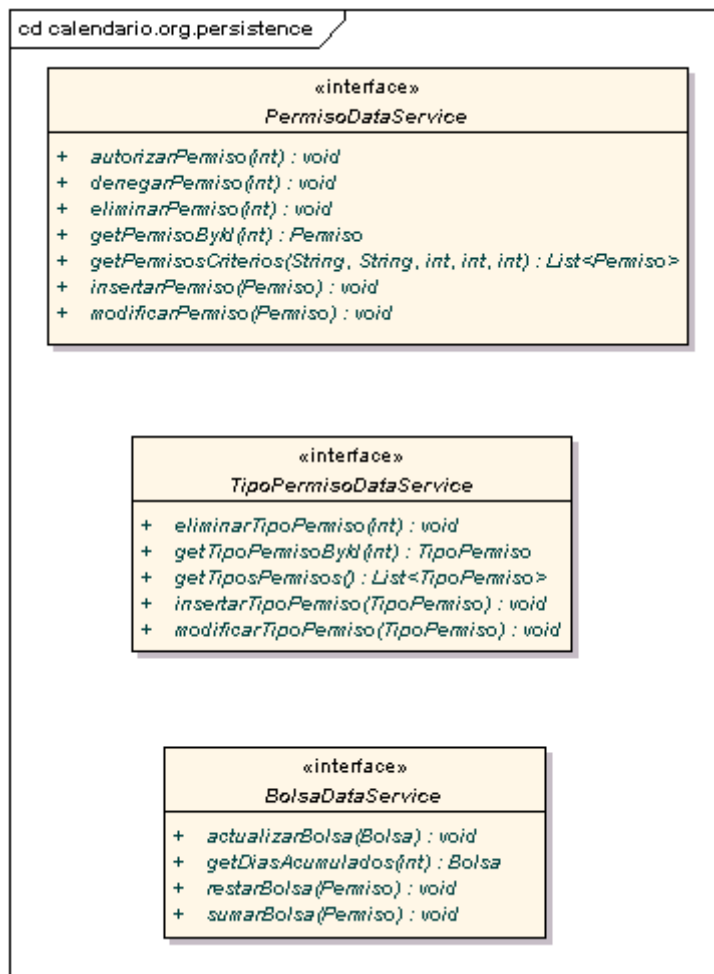 cd calendario.org.persistence
«interface»
PermisoDataService
+ autorizarPermiso(int) : void
+ denegarPermiso(int) : void
+ eliminarPermiso(int) : void
+ getPermisoById(int) : Permiso
+ getPermisosCriterios(String, String, int, int, int) : List<Permiso>
+ insertarPermiso(Permiso) : void
+ modificarPermiso(Permiso) : void
«interface»
TipoPermisoDataService
+ eliminarTipoPermiso(int) : void
+ getTipoPermisoById(int) : TipoPermiso
+ getTiposPermisos() : List<TipoPermiso>
+ insertarTipoPermiso(TipoPermiso) : void
+ modificarTipoPermiso(TipoPermiso) : void
«interface»
BolsaDataService
+ actualizarBolsa(Bolsa) : void
+ getDiasAcumulados(int) : Bolsa
+ restarBolsa(Permiso) : void
+ sumarBolsa(Permiso) : void